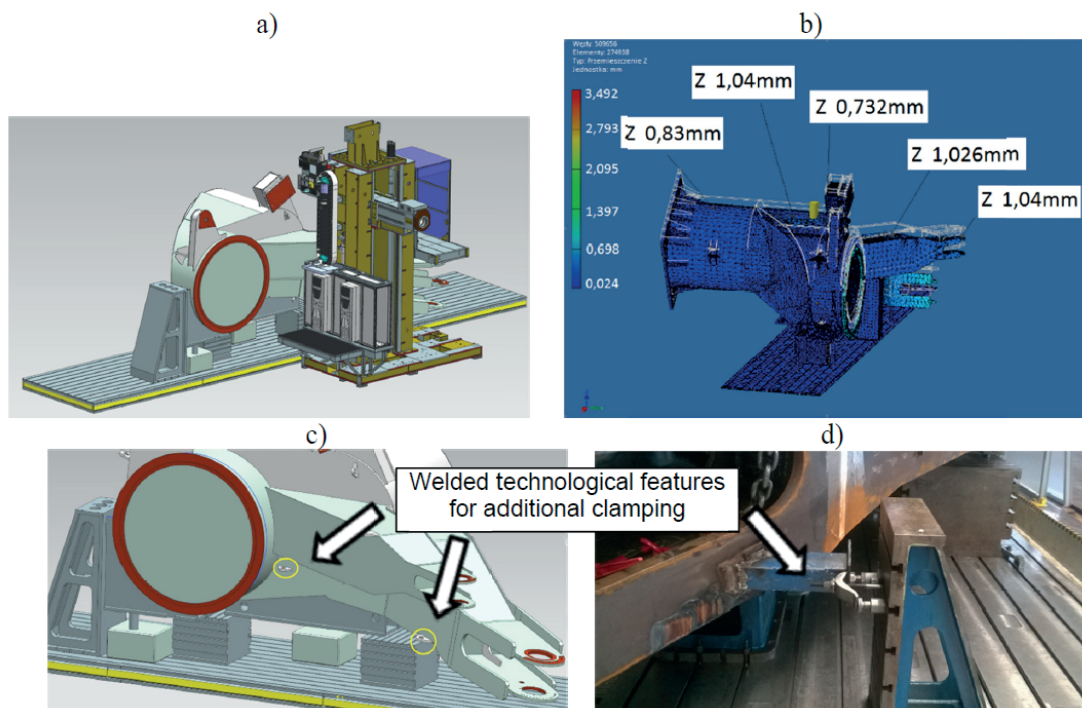 a)
b)
Węzły: 509656
Elementy: 274938
Typ: Przemieszczenie Z
Jednostka: mm
3,492
2,793
2,095
1,397
0,698
0,024
Z 1,04mm
Z 0,732mm
Z 0,83mm
Z 1,026mm
Z 1,04mm
c)
d)
Welded technological features
for additional clamping